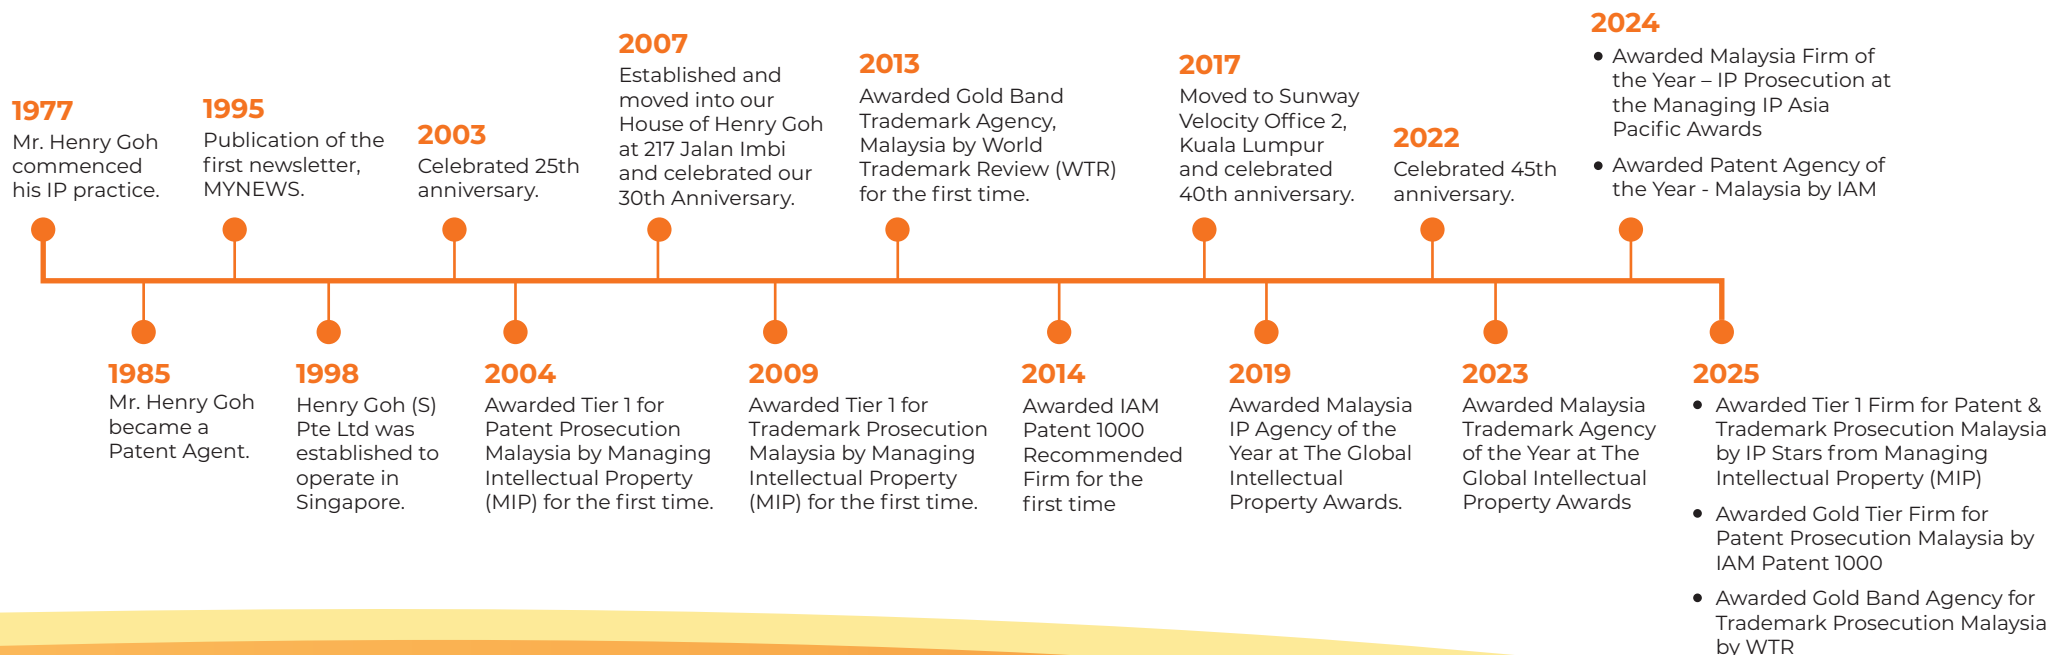 1977
Mr. Henry Goh
commenced
his IP practice.
1985
Mr. Henry Goh
became a
Patent Agent.
1995
Publication of the
first newsletter,
MYNEWS.
1998
Henry Goh (S)
Pte Ltd was
established to
operate in
Singapore.
2003
Celebrated 25th
anniversary.
2004
Awarded Tier 1 for
Patent Prosecution
Malaysia by Managing
Intellectual Property
(MIP) for the first time.
2007
Established and
moved into our
House of Henry Goh
at 217 Jalan Imbi
and celebrated our
30th Anniversary.
2009
Awarded Tier 1 for
Trademark Prosecution
Malaysia by Managing
Intellectual Property
(MIP) for the first time.
2013
Awarded Gold Band
Trademark Agency,
Malaysia by World
Trademark Review (WTR)
for the first time.
2014
Awarded IAM
Patent 1000
Recommended
Firm for the
first time
2017
Moved to Sunway
Velocity Office 2,
Kuala Lumpur
and celebrated
40th anniversary.
2019
Awarded Malaysia
IP Agency of the
Year at The Global
Intellectual
Property Awards.
2022
Celebrated 45th
anniversary.
2023
Awarded Malaysia
Trademark Agency
of the Year at The
Global Intellectual
Property Awards
2024
• Awarded Malaysia Firm of
the Year – IP Prosecution at
the Managing IP Asia
Pacific Awards
• Awarded Patent Agency of
the Year - Malaysia by IAM
2025
• Awarded Tier 1 Firm for Patent &
Trademark Prosecution Malaysia
by IP Stars from Managing
Intellectual Property (MIP)
• Awarded Gold Tier Firm for
Patent Prosecution Malaysia by
IAM Patent 1000
• Awarded Gold Band Agency for
Trademark Prosecution Malaysia
by WTR